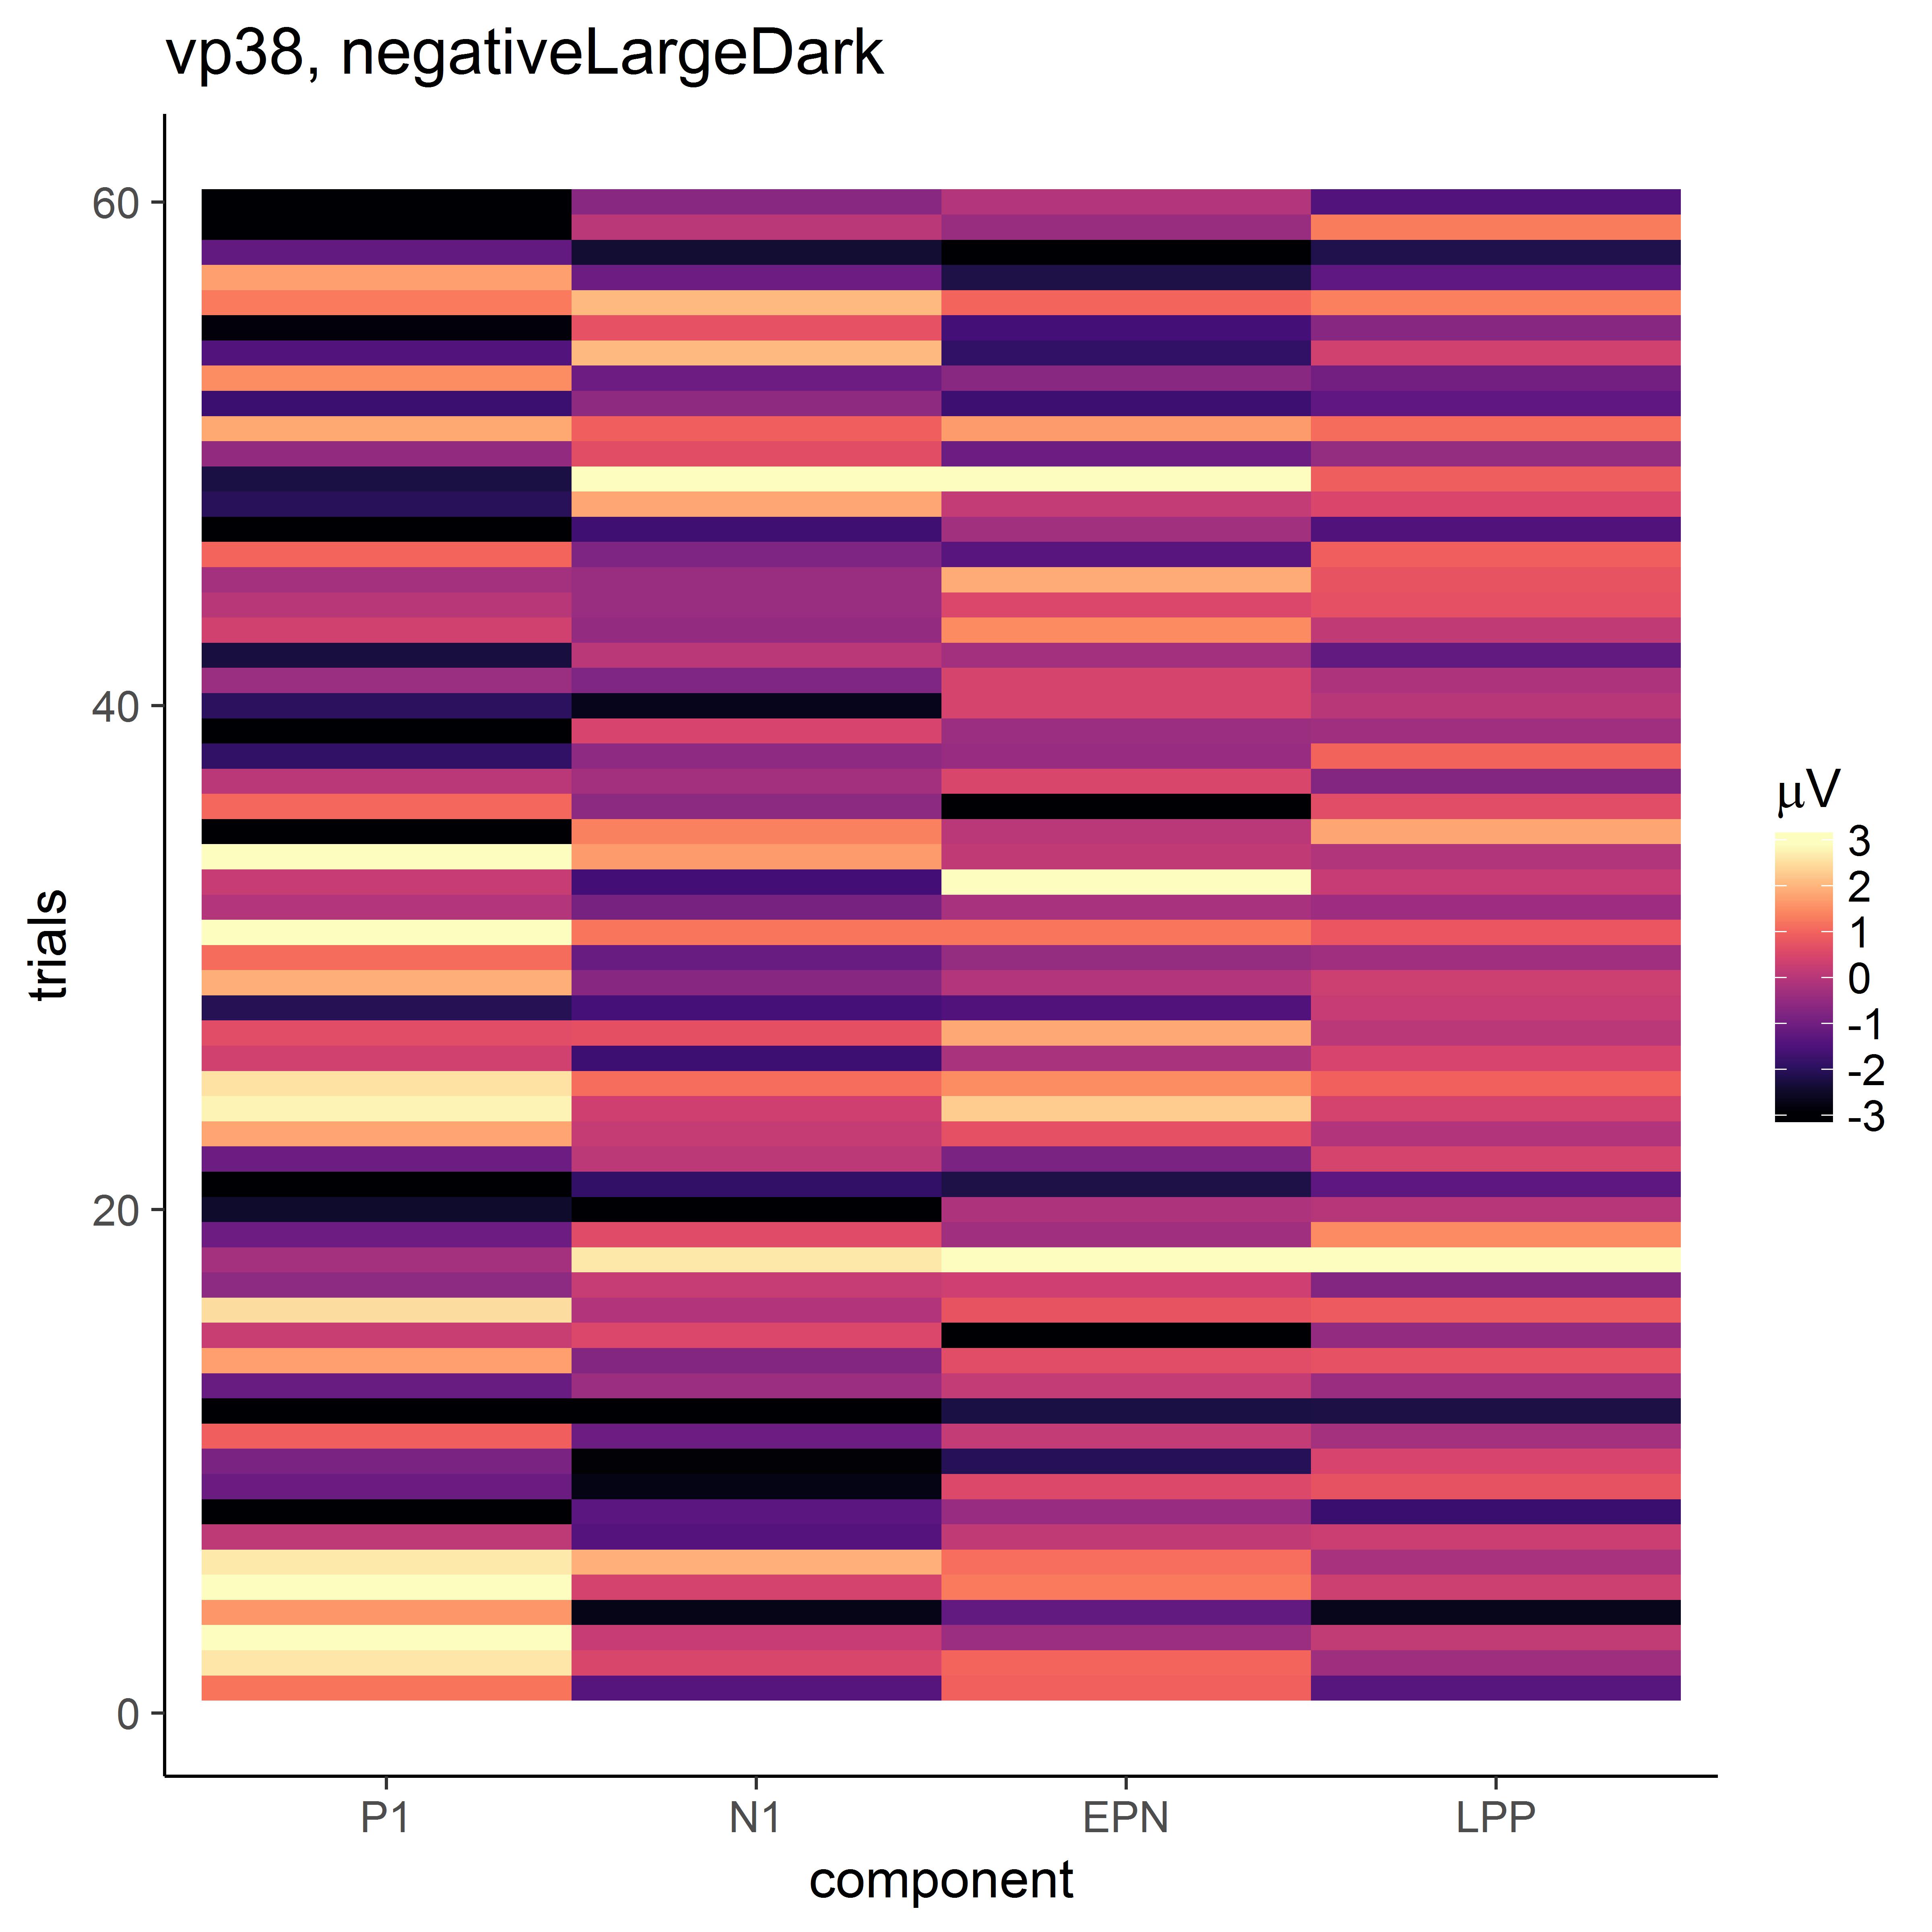 vp38, negativeLargeDark
60
40
20
0
trials
P1 N1 EPN LPP
component
μV
3
2
1
0
-1
-2
-3